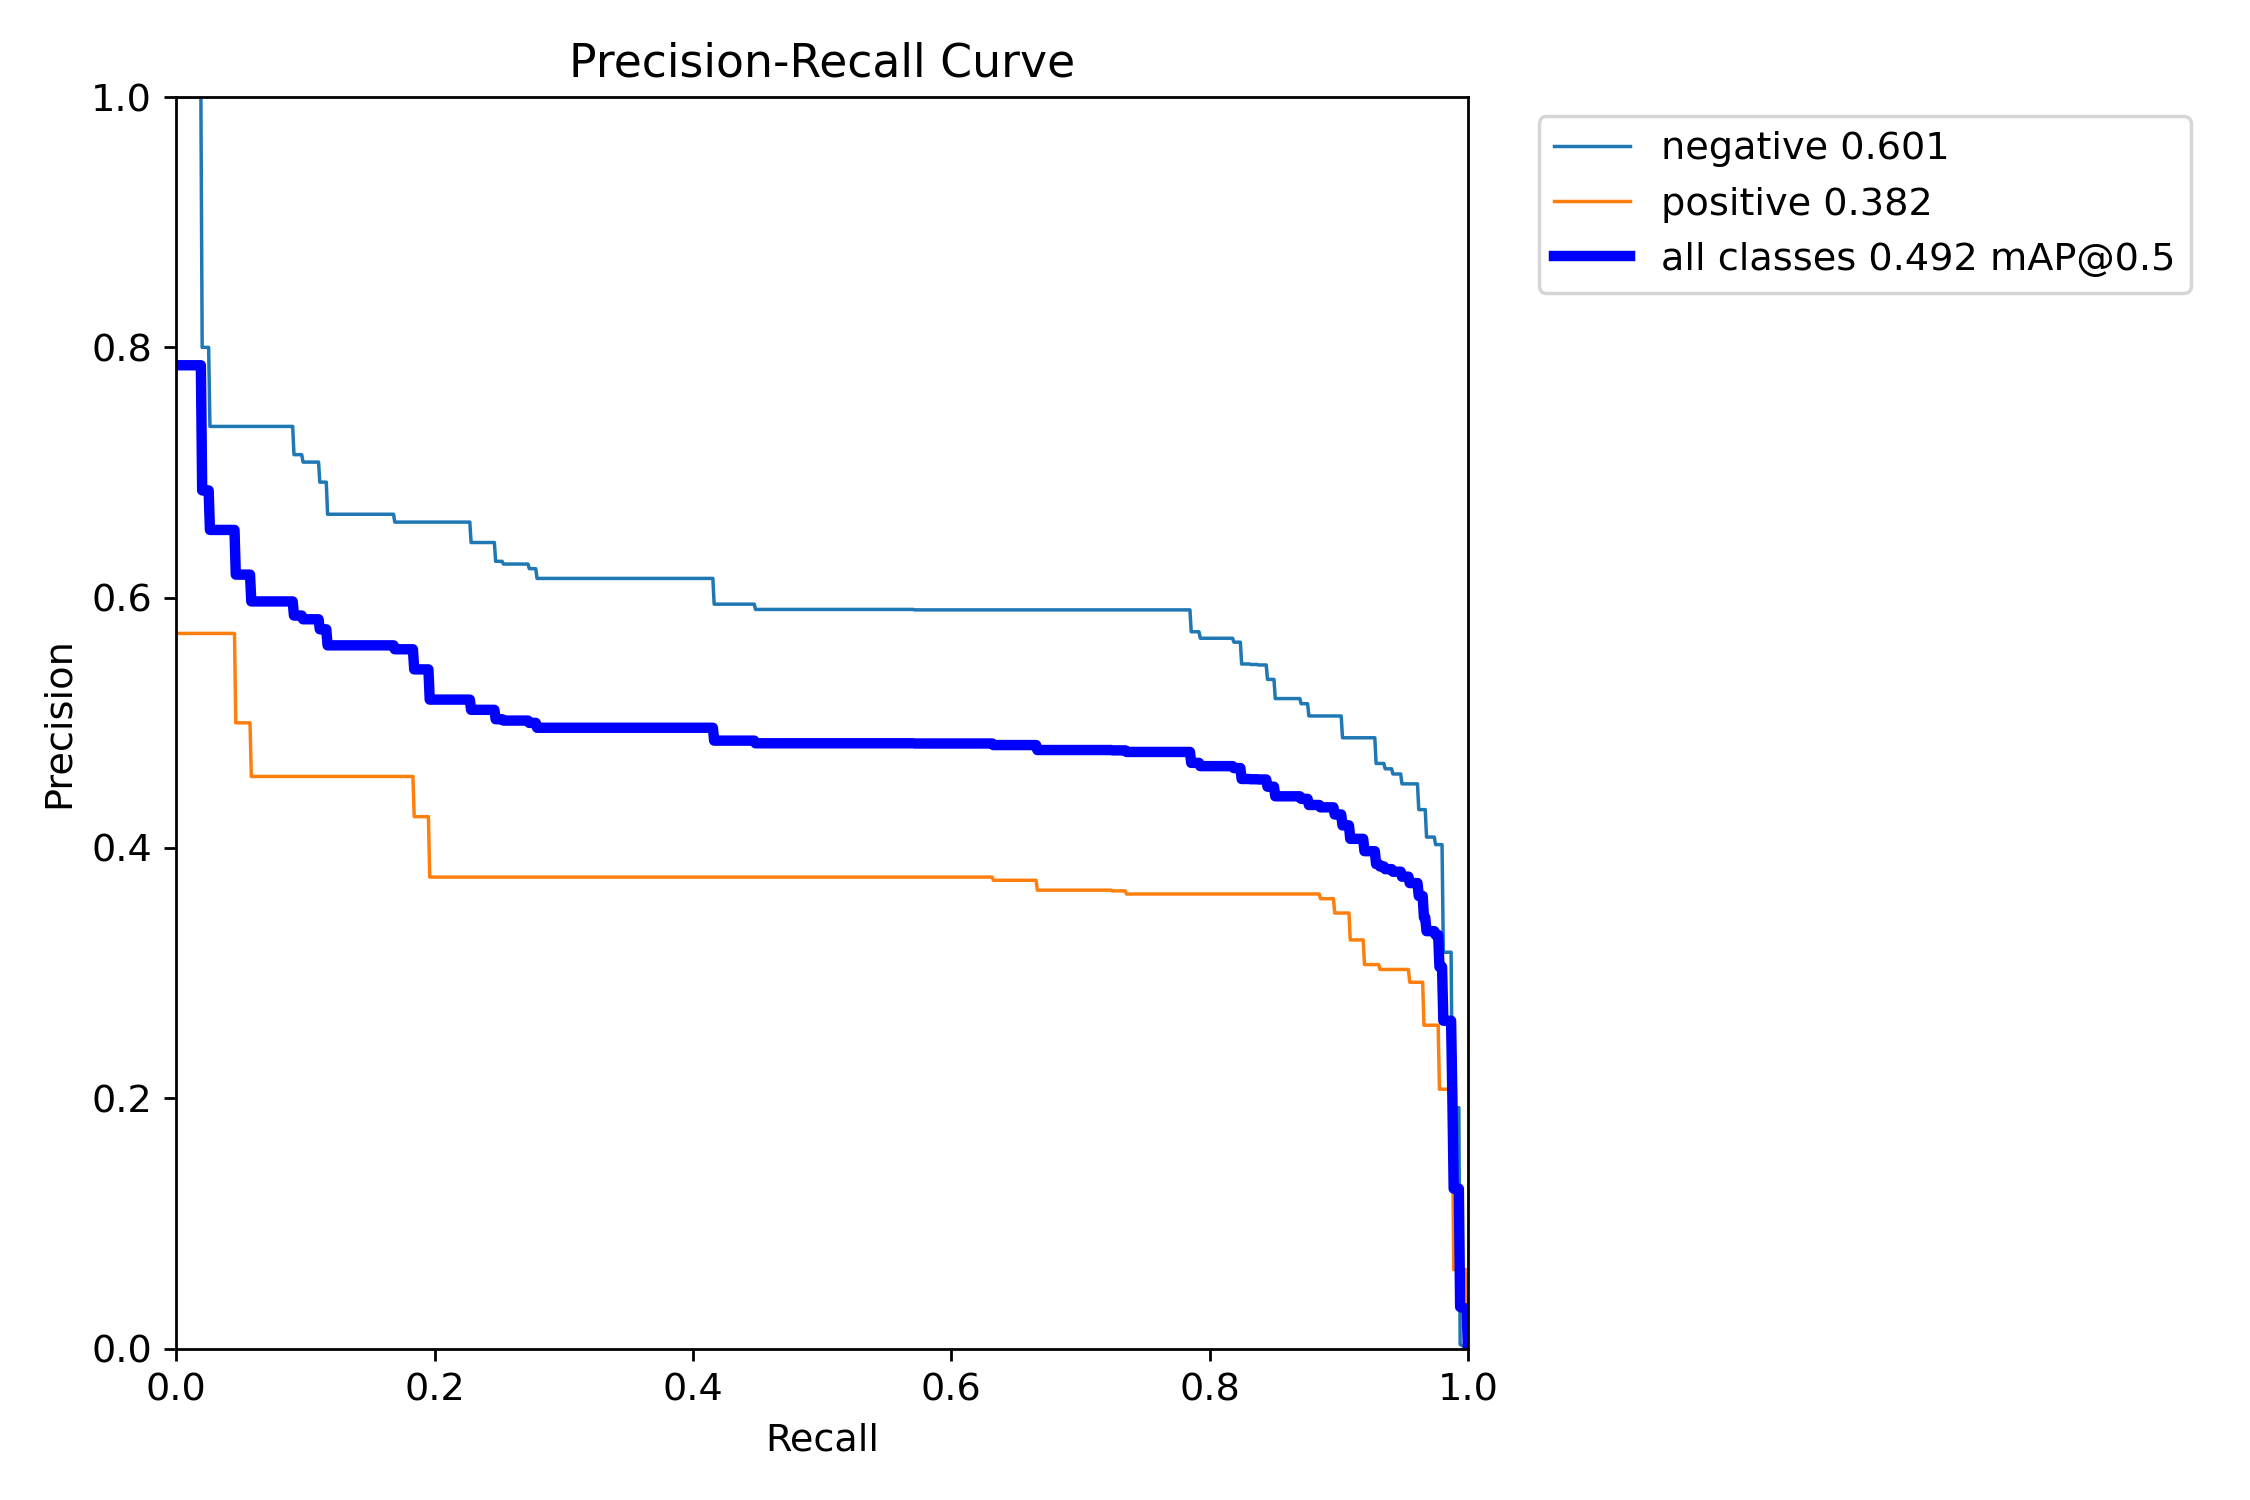 Precision-Recall Curve
negative 0.601
positive 0.382
all classes 0.492 mAP@0.5
1.0
0.8
0.6
0.4
0.2
0.0
Precision
0.0 0.2 0.4 0.6 0.8 1.0
Recall